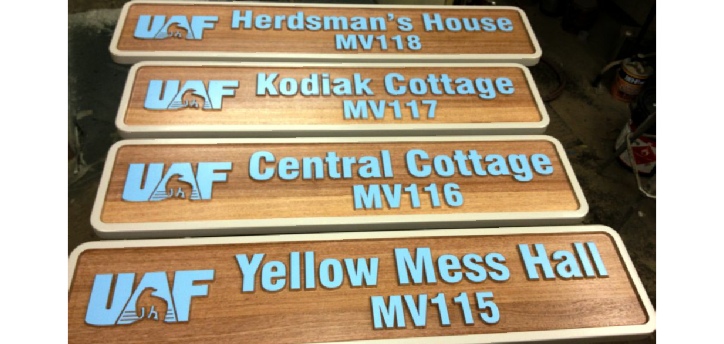 UAF Herdsman's House
MV118
UAF Kodiak Cottage
MV117
UAF Central Cottage
MV116
UAF Yellow Mess Hall
MV115